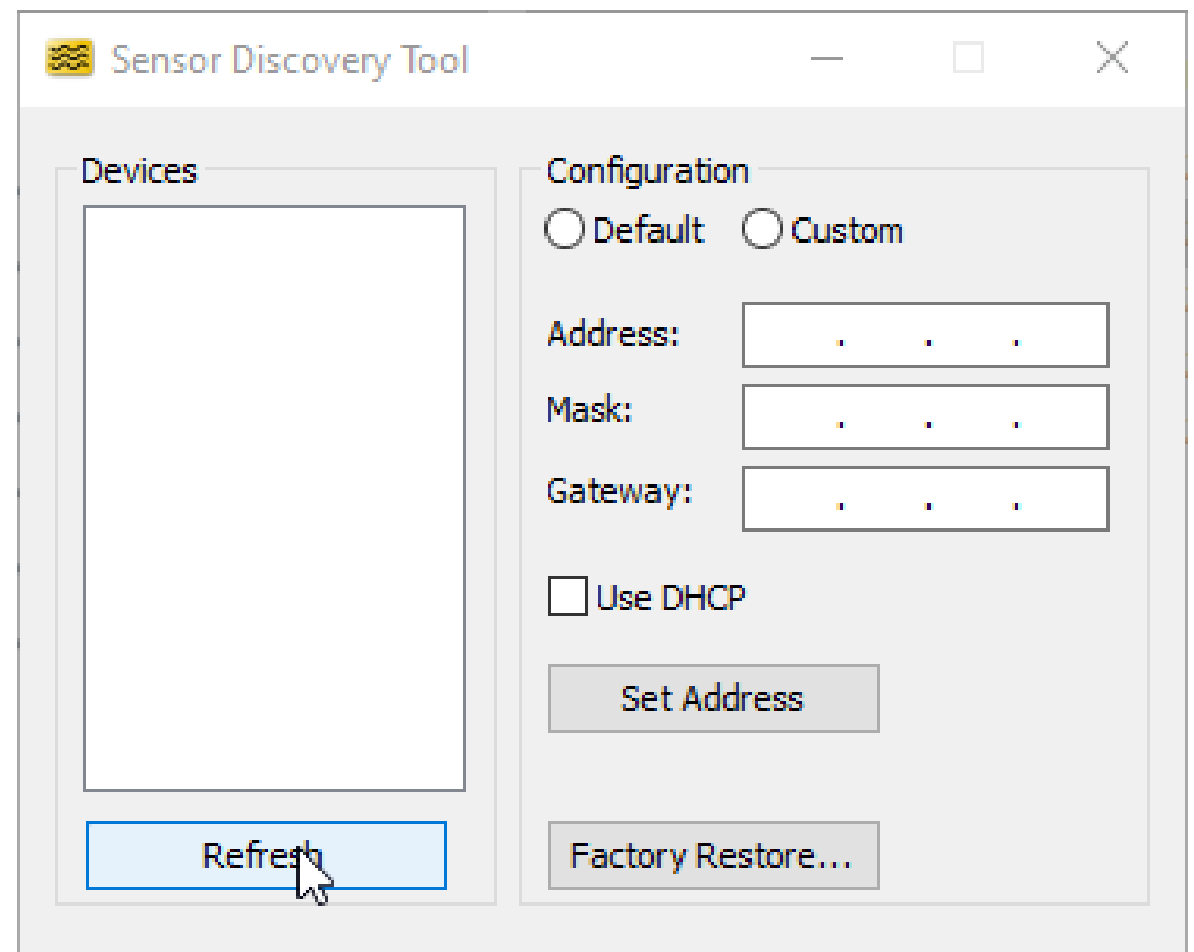 Sensor Discovery Tool
Devices
Configuration
Default Custom
Address: . . .
Mask: . . .
Gateway: . . .
Use DHCP
Set Address
Refresh
Factory Restore...